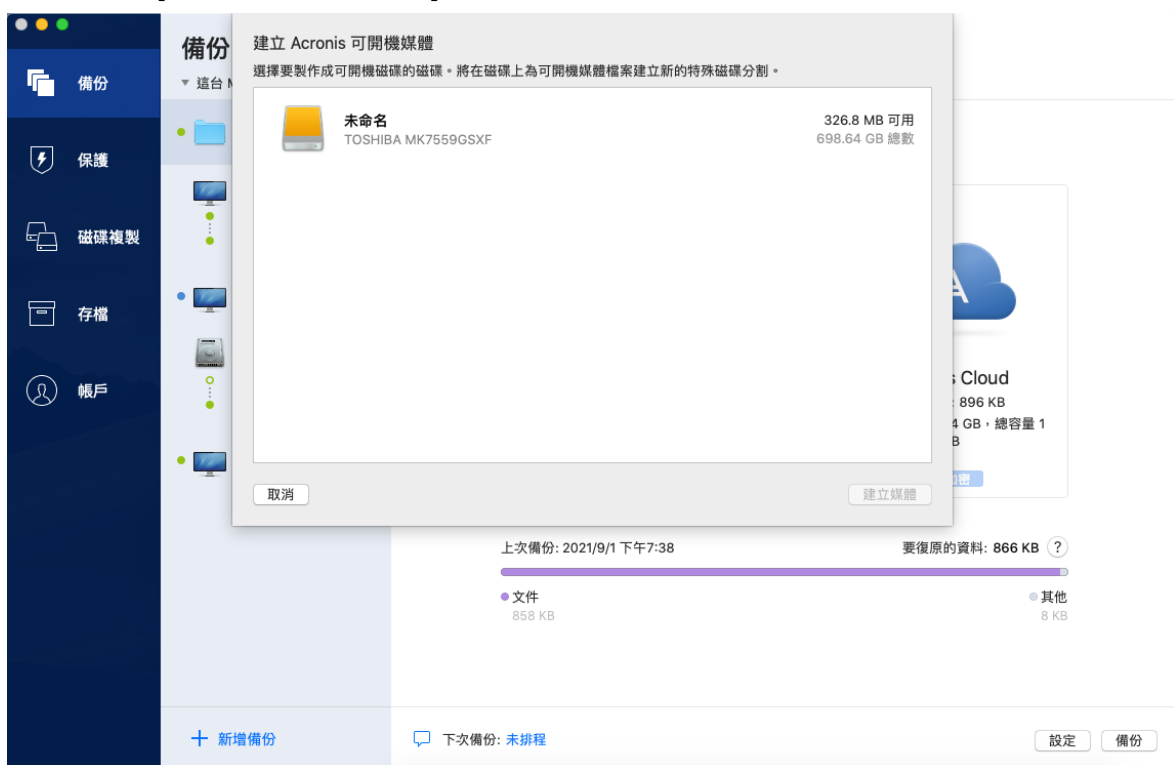 備份
保護
磁碟複製
存檔
帳戶
備份
這台
建立 Acronis 可開機媒體
選擇要製作成可開機磁碟的磁碟。將在磁碟上為可開機媒體檔案建立新的特殊磁碟分割。
未命名
326.8 MB 可用
TOSHIBA MK7559GSXF
698.64 GB 總數
取消
建立媒體
Cloud
: 896 KB
4 GB，總容量 1
B
上次備份: 2021/9/1 下午7:38
要復原的資料: 866 KB ?
文件
其他
858 KB
8 KB
新增備份
下次備份: 未排程
設定
備份